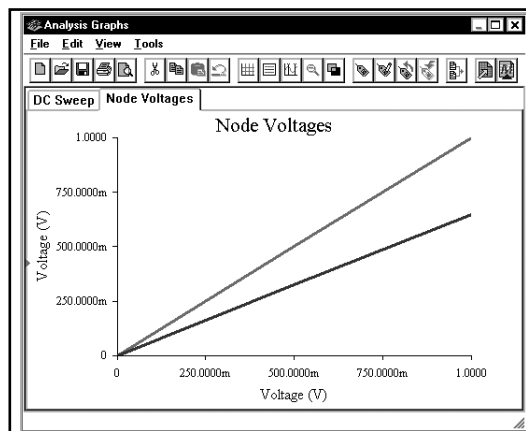 Analysis Graphs
File Edit View Tools
DC Sweep Node Voltages
Node Voltages
1.0000
750.0000m
500.0000m
250.0000m
0
Voltage (V)
0 250.0000m 500.0000m 750.0000m 1.0000
Voltage (V)